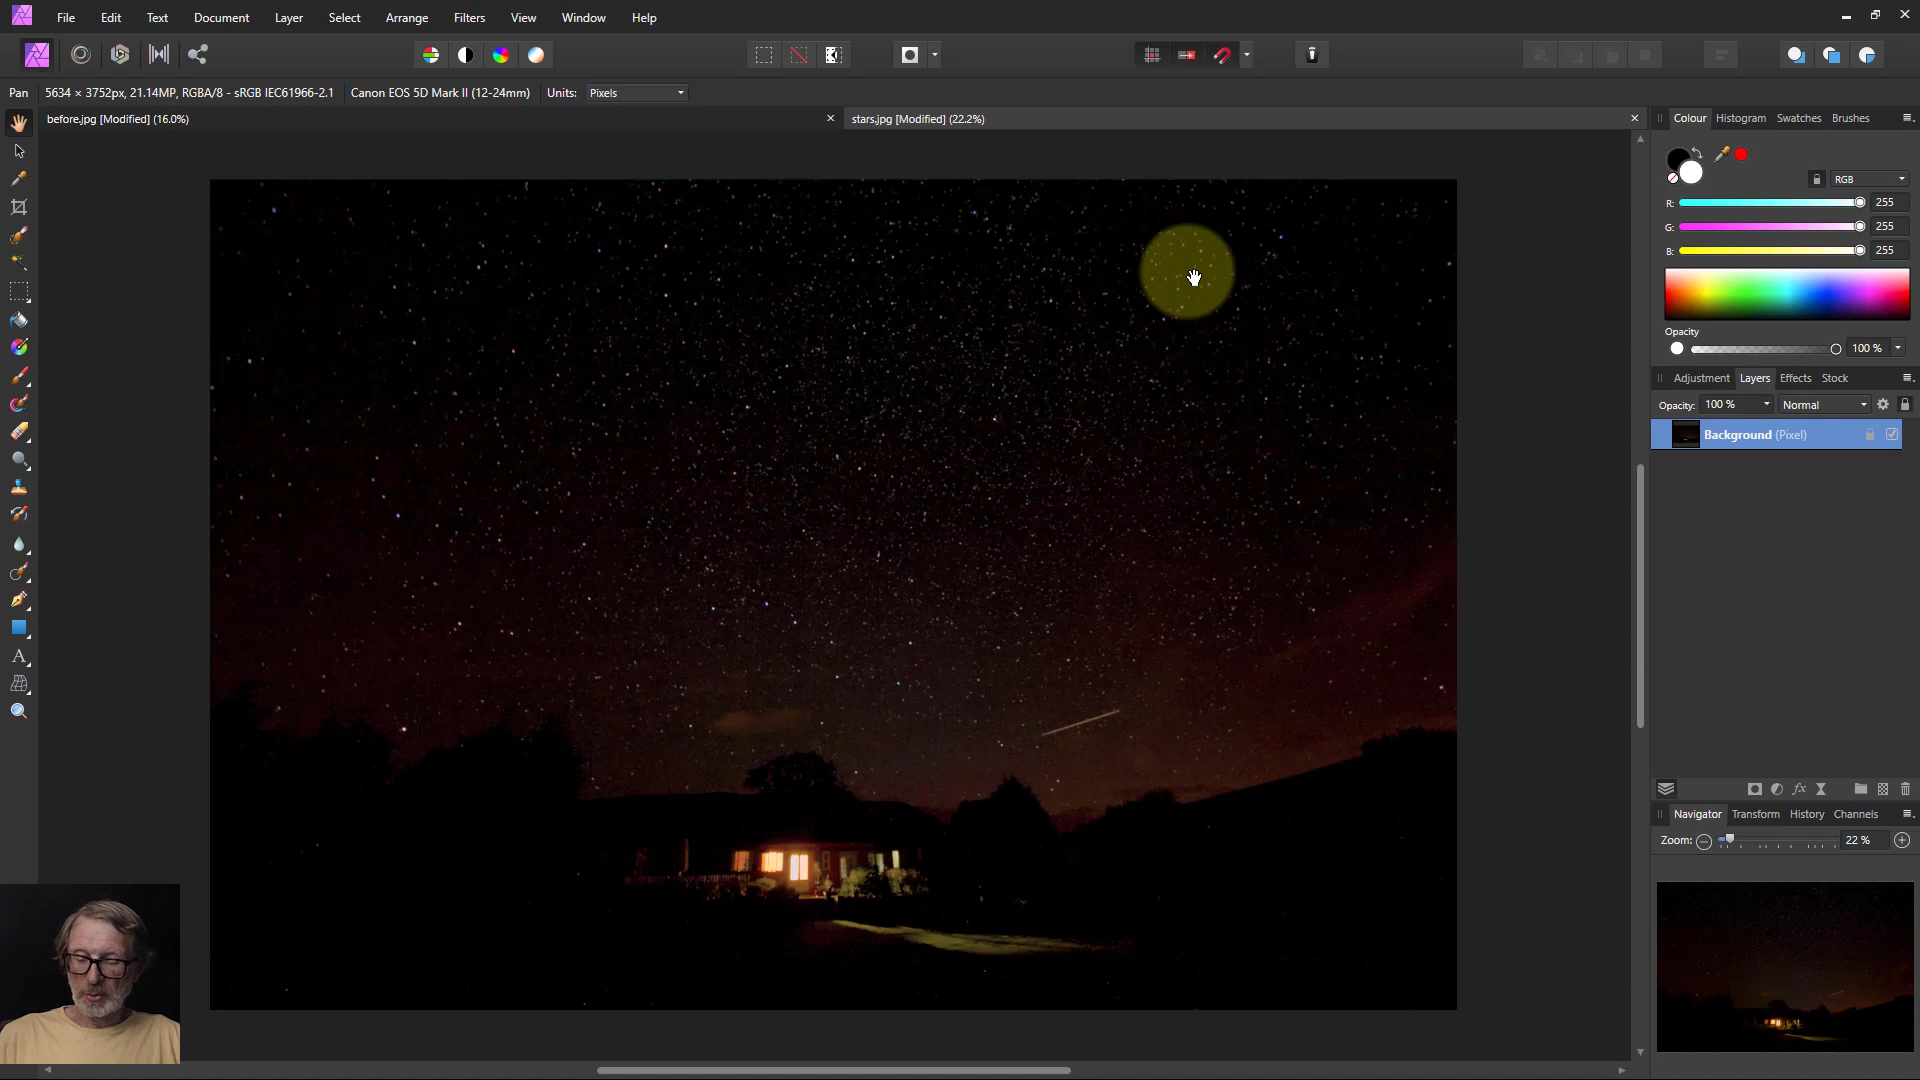 File Edit Text Document Layer Select Arrange Filters View Window Help
Pan 5634 × 3752px, 21.14MP, RGBA/8 - sRGB IEC61966-2.1 Canon EOS 5D Mark II (12-24mm) Units: Pixels
before.jpg [Modified] (16.0%) stars.jpg [Modified] (22.2%)
Colour Histogram Swatches Brushes
RGB
R: 255
G: 255
B: 255
Opacity
100 %
Adjustment Layers Effects Stock
Opacity: 100 % Normal
Background (Pixel)
Navigator Transform History Channels
Zoom: 22 %